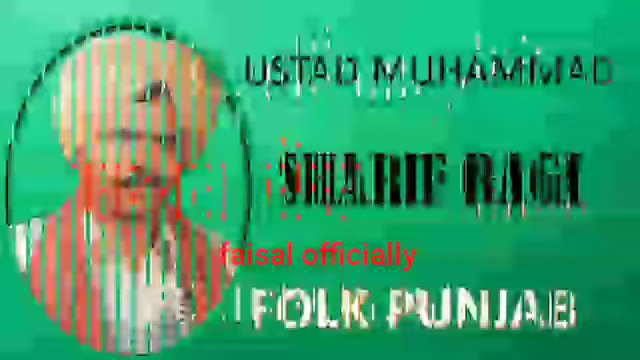 USTAD MUHAMMAD
SHARIF RAGI
faisal officially
FOLK PUNJAB